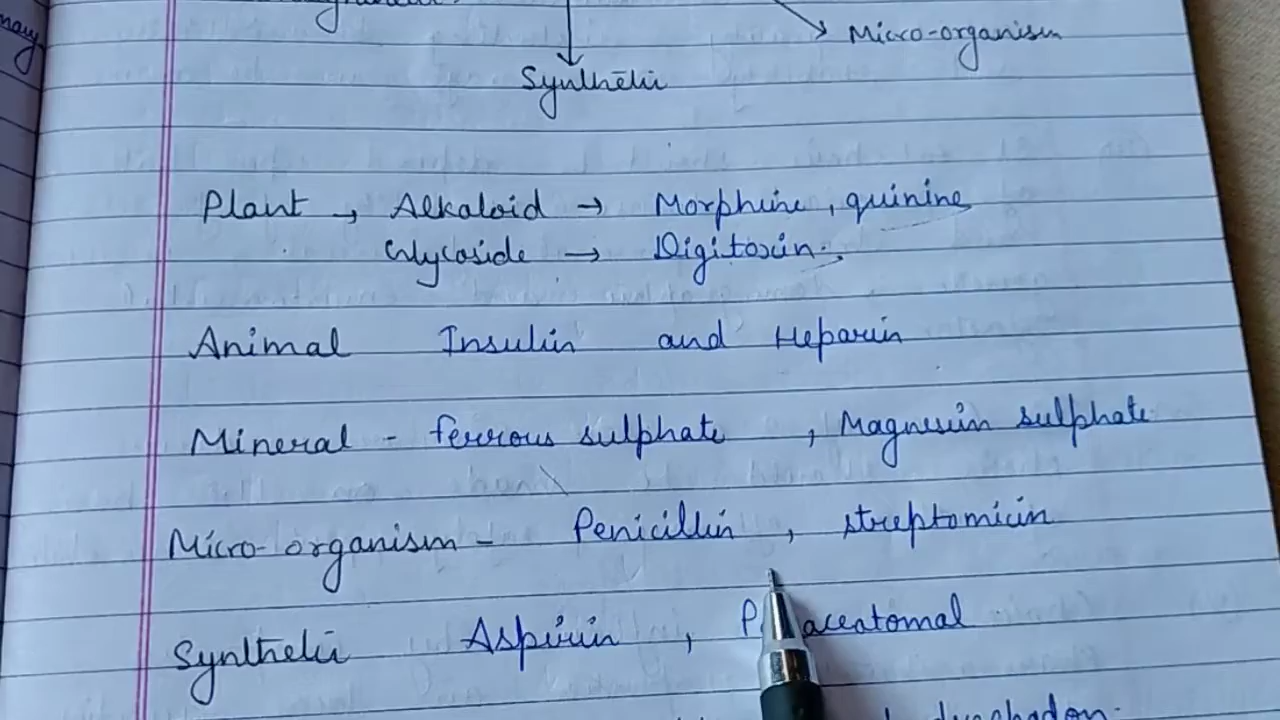 Micro-organism
Synthetic
Plant → Alkaloid → Morphine, quinine
Glycoside → Digitoxin.
Animal Insulin and Heparin
Mineral - ferrous sulphate , Magnesium sulphate
Micro-organism - Penicillin , streptomicin
Synthetic Aspirin ,